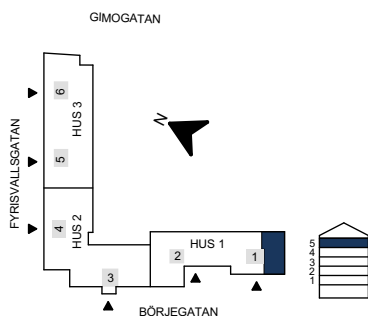 GIMOGATAN
N
FYRISVALLSGATAN
6
HUS 3
5
4
HUS 2
3
HUS 1
2
1
BÖRJEGATAN
5
4
3
2
1